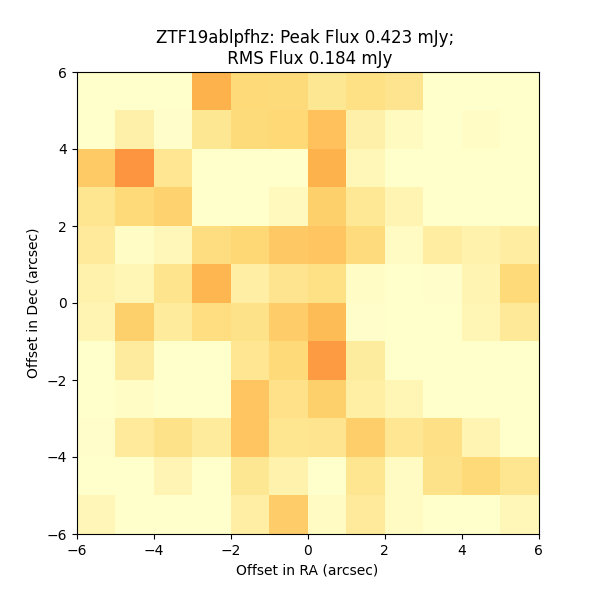 ZTF19ablpfhz: Peak Flux 0.423 mJy;
RMS Flux 0.184 mJy
6
4
2
0
−2
−4
−6
Offset in Dec (arcsec)
−6 −4 −2 0 2 4 6
Offset in RA (arcsec)